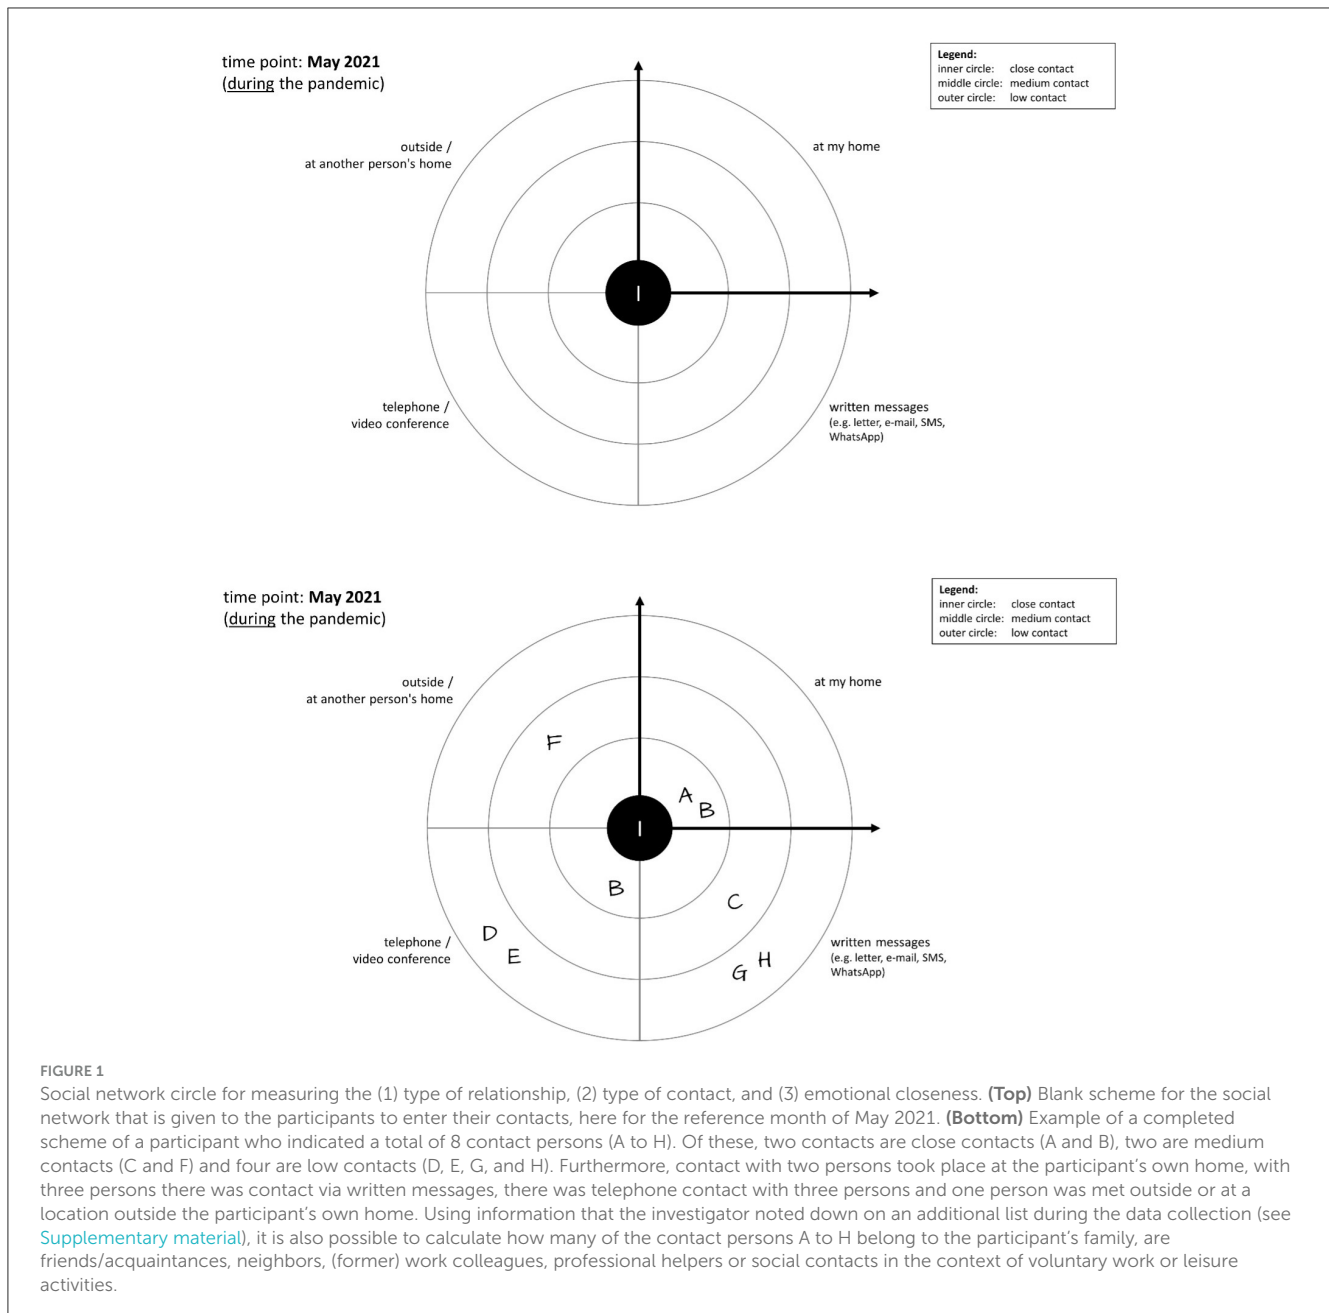 time point: May 2021
(during the pandemic)
Legend:
inner circle: close contact
middle circle: medium contact
outer circle: low contact
outside /
at another person's home
at my home
I
telephone /
video conference
written messages
(e.g. letter, e-mail, SMS,
WhatsApp)
time point: May 2021
(during the pandemic)
Legend:
inner circle: close contact
middle circle: medium contact
outer circle: low contact
outside /
at another person's home
at my home
F
A
B
I
B
C
D
E
G H
telephone /
video conference
written messages
(e.g. letter, e-mail, SMS,
WhatsApp)
FIGURE 1
Social network circle for measuring the (1) type of relationship, (2) type of contact, and (3) emotional closeness. (Top) Blank scheme for the social
network that is given to the participants to enter their contacts, here for the reference month of May 2021. (Bottom) Example of a completed
scheme of a participant who indicated a total of 8 contact persons (A to H). Of these, two contacts are close contacts (A and B), two are medium
contacts (C and F) and four are low contacts (D, E, G, and H). Furthermore, contact with two persons took place at the participant's own home, with
three persons there was contact via written messages, there was telephone contact with three persons and one person was met outside or at a
location outside the participant's own home. Using information that the investigator noted down on an additional list during the data collection (see
Supplementary material), it is also possible to calculate how many of the contact persons A to H belong to the participant's family, are
friends/acquaintances, neighbors, (former) work colleagues, professional helpers or social contacts in the context of voluntary work or leisure
activities.